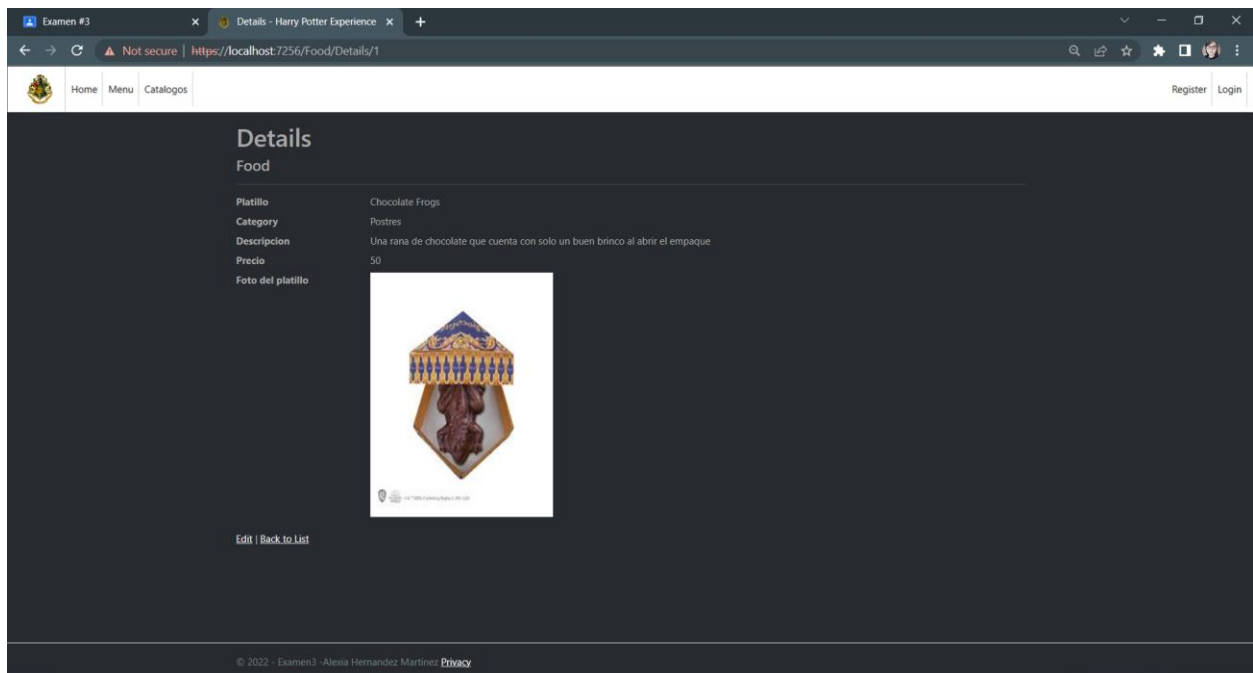 Examen #3
Details - Harry Potter Experience
Not secure | https://localhost:7256/Food/Details/1
Home Menu Catalogos Register Login
Details
Food
Platillo Chocolate Frogs
Category Postres
Descripcion Una rana de chocolate que cuenta con solo un buen brinco al abrir el empaque
Precio 50
Foto del platillo
Edit | Back to List
© 2022 - Examen3 -Alexia Hernandez Martinez Privacy